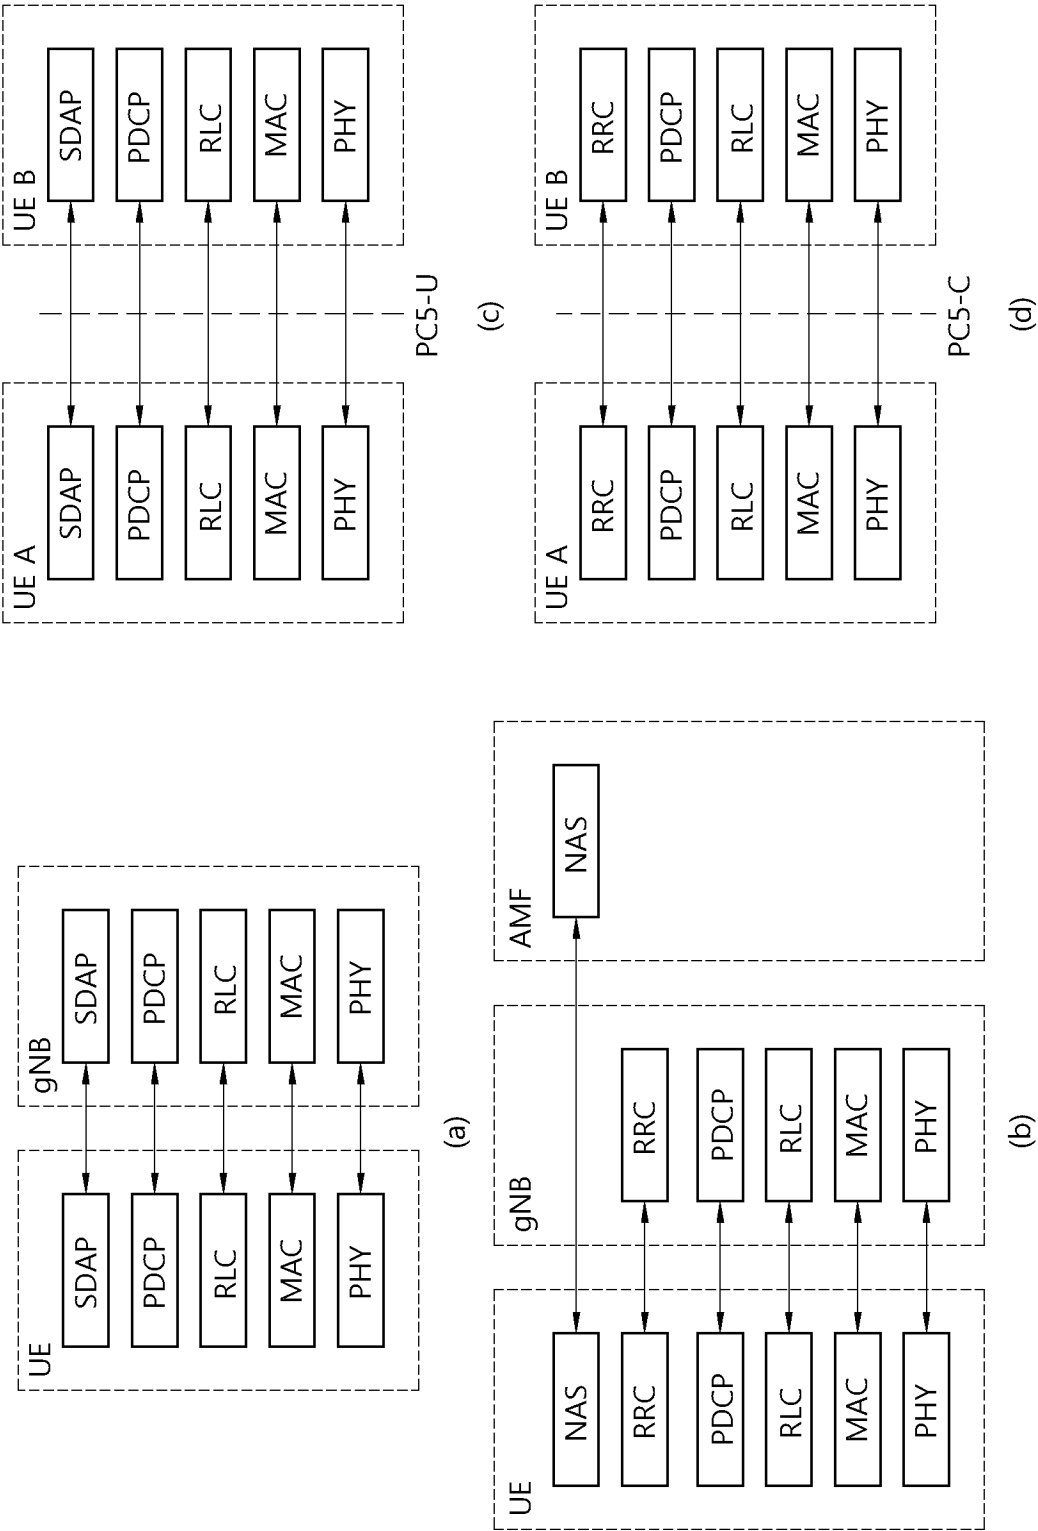 UE
gNB
SDAP
SDAP
PDCP
PDCP
RLC
RLC
MAC
MAC
PHY
PHY
(a)
UE
gNB
AMF
NAS
NAS
RRC
RRC
PDCP
PDCP
RLC
RLC
MAC
MAC
PHY
PHY
(b)
UE A
UE B
SDAP
SDAP
PDCP
PDCP
RLC
RLC
MAC
MAC
PHY
PHY
PC5-U
(c)
UE A
UE B
RRC
RRC
PDCP
PDCP
RLC
RLC
MAC
MAC
PHY
PHY
PC5-C
(d)